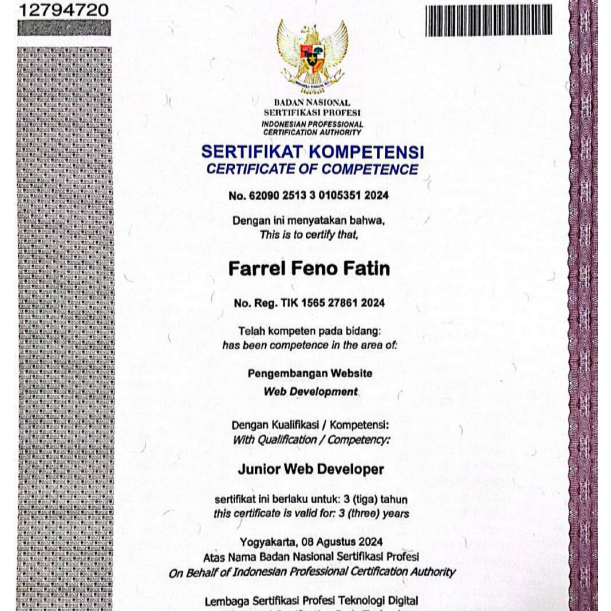 12794720
BADAN NASIONAL
SERTIFIKASI PROFESI
INDONESIAN PROFESSIONAL
CERTIFICATION AUTHORITY
SERTIFIKAT KOMPETENSI
CERTIFICATE OF COMPETENCE
No. 62090 2513 3 0105351 2024
Dengan ini menyatakan bahwa,
This is to certify that,
Farrel Feno Fatin
No. Reg. TIK 1565 27861 2024
Telah kompeten pada bidang:
has been competence in the area of:
Pengembangan Website
Web Development
Dengan Kualifikasi / Kompetensi:
With Qualification / Competency:
Junior Web Developer
sertifikat ini berlaku untuk: 3 (tiga) tahun
this certificate is valid for: 3 (three) years
Yogyakarta, 08 Agustus 2024
Atas Nama Badan Nasional Sertifikasi Profesi
On Behalf of Indonesian Professional Certification Authority
Lembaga Sertifikasi Profesi Teknologi Digital